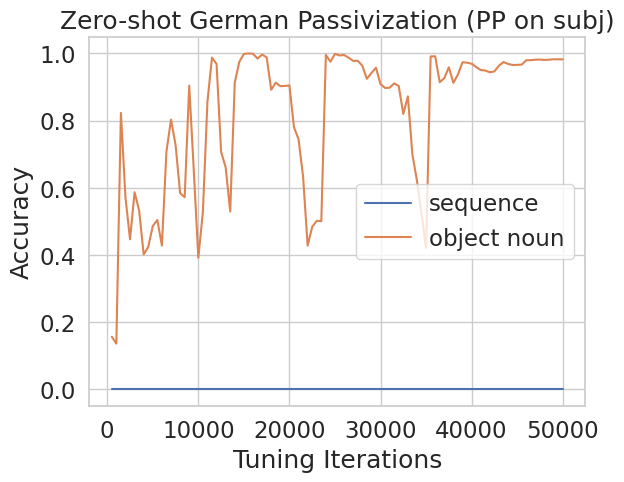 Zero-shot German Passivization (PP on subj)
Accuracy
1.0
0.8
0.6
0.4
0.2
0.0
sequence
object noun
0 10000 20000 30000 40000 50000
Tuning Iterations